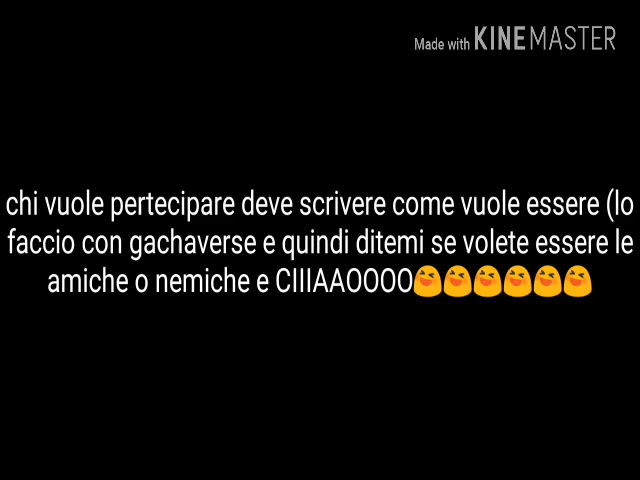 Made with KINEMASTER
chi vuole pertecipare deve scrivere come vuole essere (lo
faccio con gachaverse e quindi ditemi se volete essere le
amiche o nemiche e CIIIAAOOOO😆😆😆😆😆😆